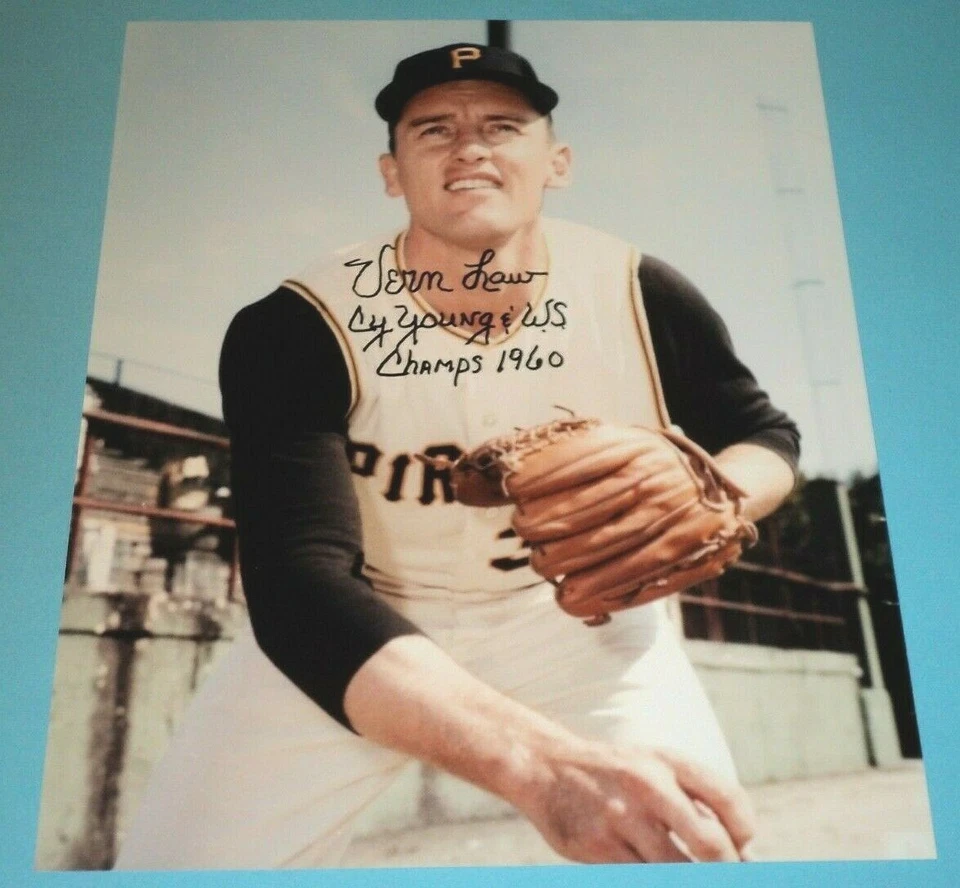 P
Vern Law
Cy Young & W.S.
Champs 1960
PIR